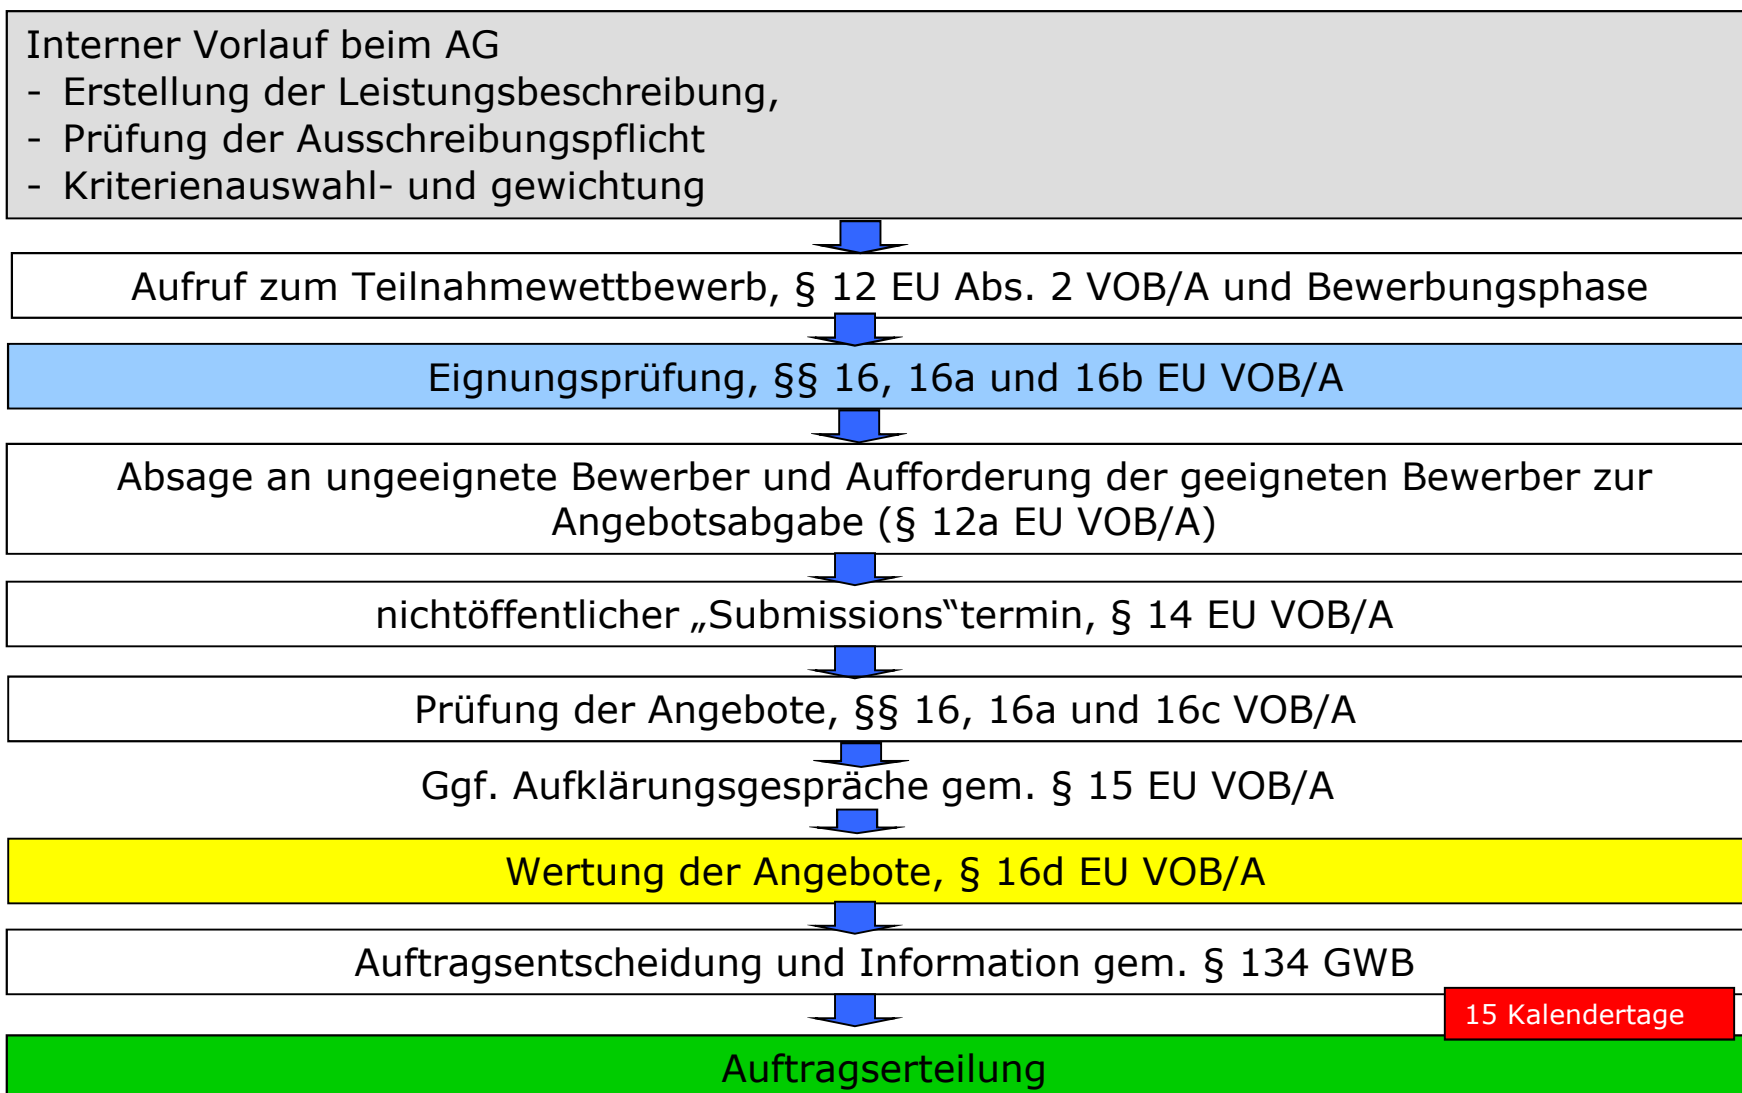 Interner Vorlauf beim AG
- Erstellung der Leistungsbeschreibung,
- Prüfung der Ausschreibungspflicht
- Kriterienauswahl- und gewichtung
Aufruf zum Teilnahmewettbewerb, § 12 EU Abs. 2 VOB/A und Bewerbungsphase
Eignungsprüfung, §§ 16, 16a und 16b EU VOB/A
Absage an ungeeignete Bewerber und Aufforderung der geeigneten Bewerber zur
Angebotsabgabe (§ 12a EU VOB/A)
nichtöffentlicher „Submissions“termin, § 14 EU VOB/A
Prüfung der Angebote, §§ 16, 16a und 16c VOB/A
Ggf. Aufklärungsgespräche gem. § 15 EU VOB/A
Wertung der Angebote, § 16d EU VOB/A
Auftragsentscheidung und Information gem. § 134 GWB
15 Kalendertage
Auftragserteilung